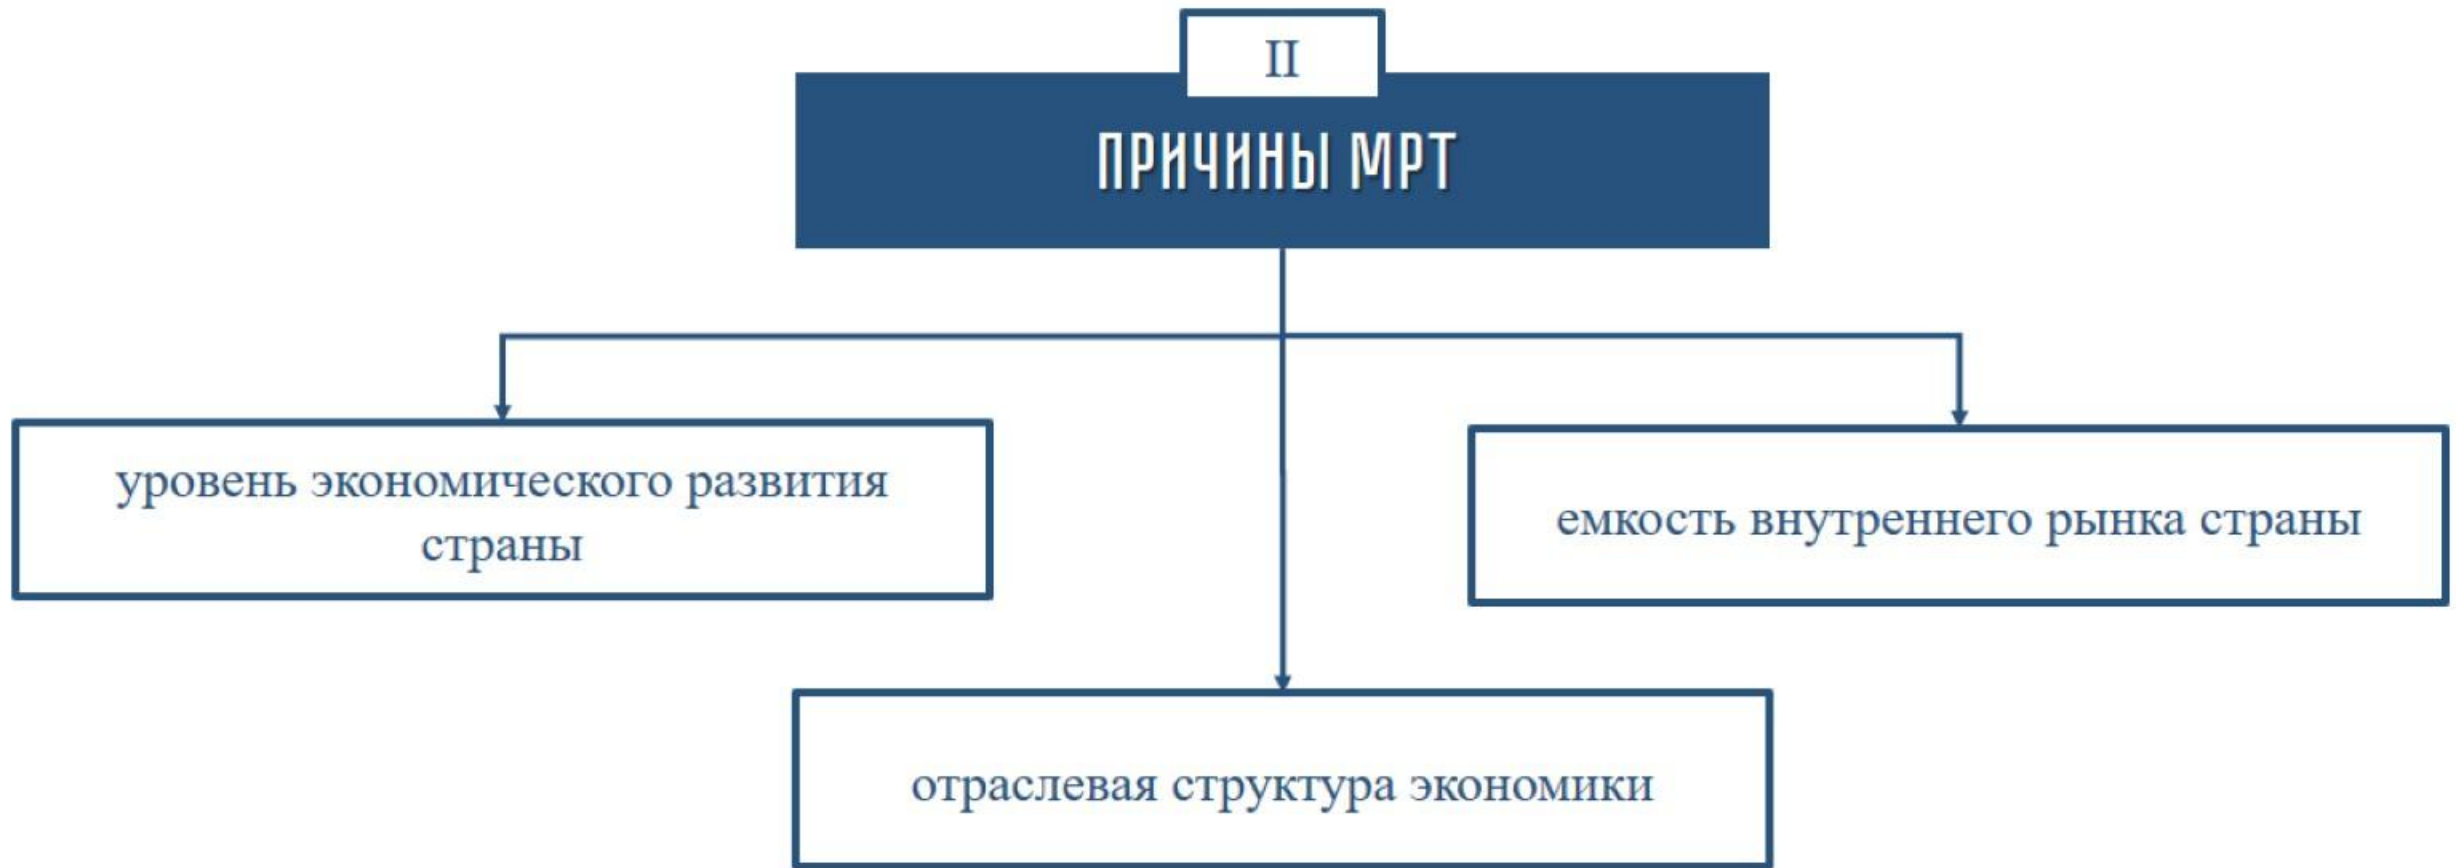 II
ПРИЧИНЫ МРТ
уровень экономического развития
страны
емкость внутреннего рынка страны
отраслевая структура экономики